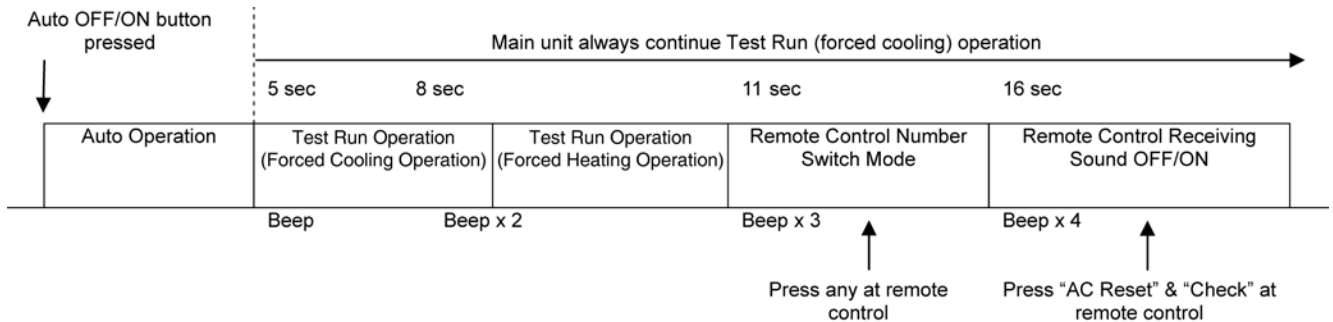 Auto OFF/ON button
pressed
Main unit always continue Test Run (forced cooling) operation
5 sec
8 sec
11 sec
16 sec
Auto Operation
Test Run Operation
(Forced Cooling Operation)
Test Run Operation
(Forced Heating Operation)
Remote Control Number
Switch Mode
Remote Control Receiving
Sound OFF/ON
Beep
Beep x 2
Beep x 3
Beep x 4
Press any at remote
control
Press “AC Reset” & “Check” at
remote control